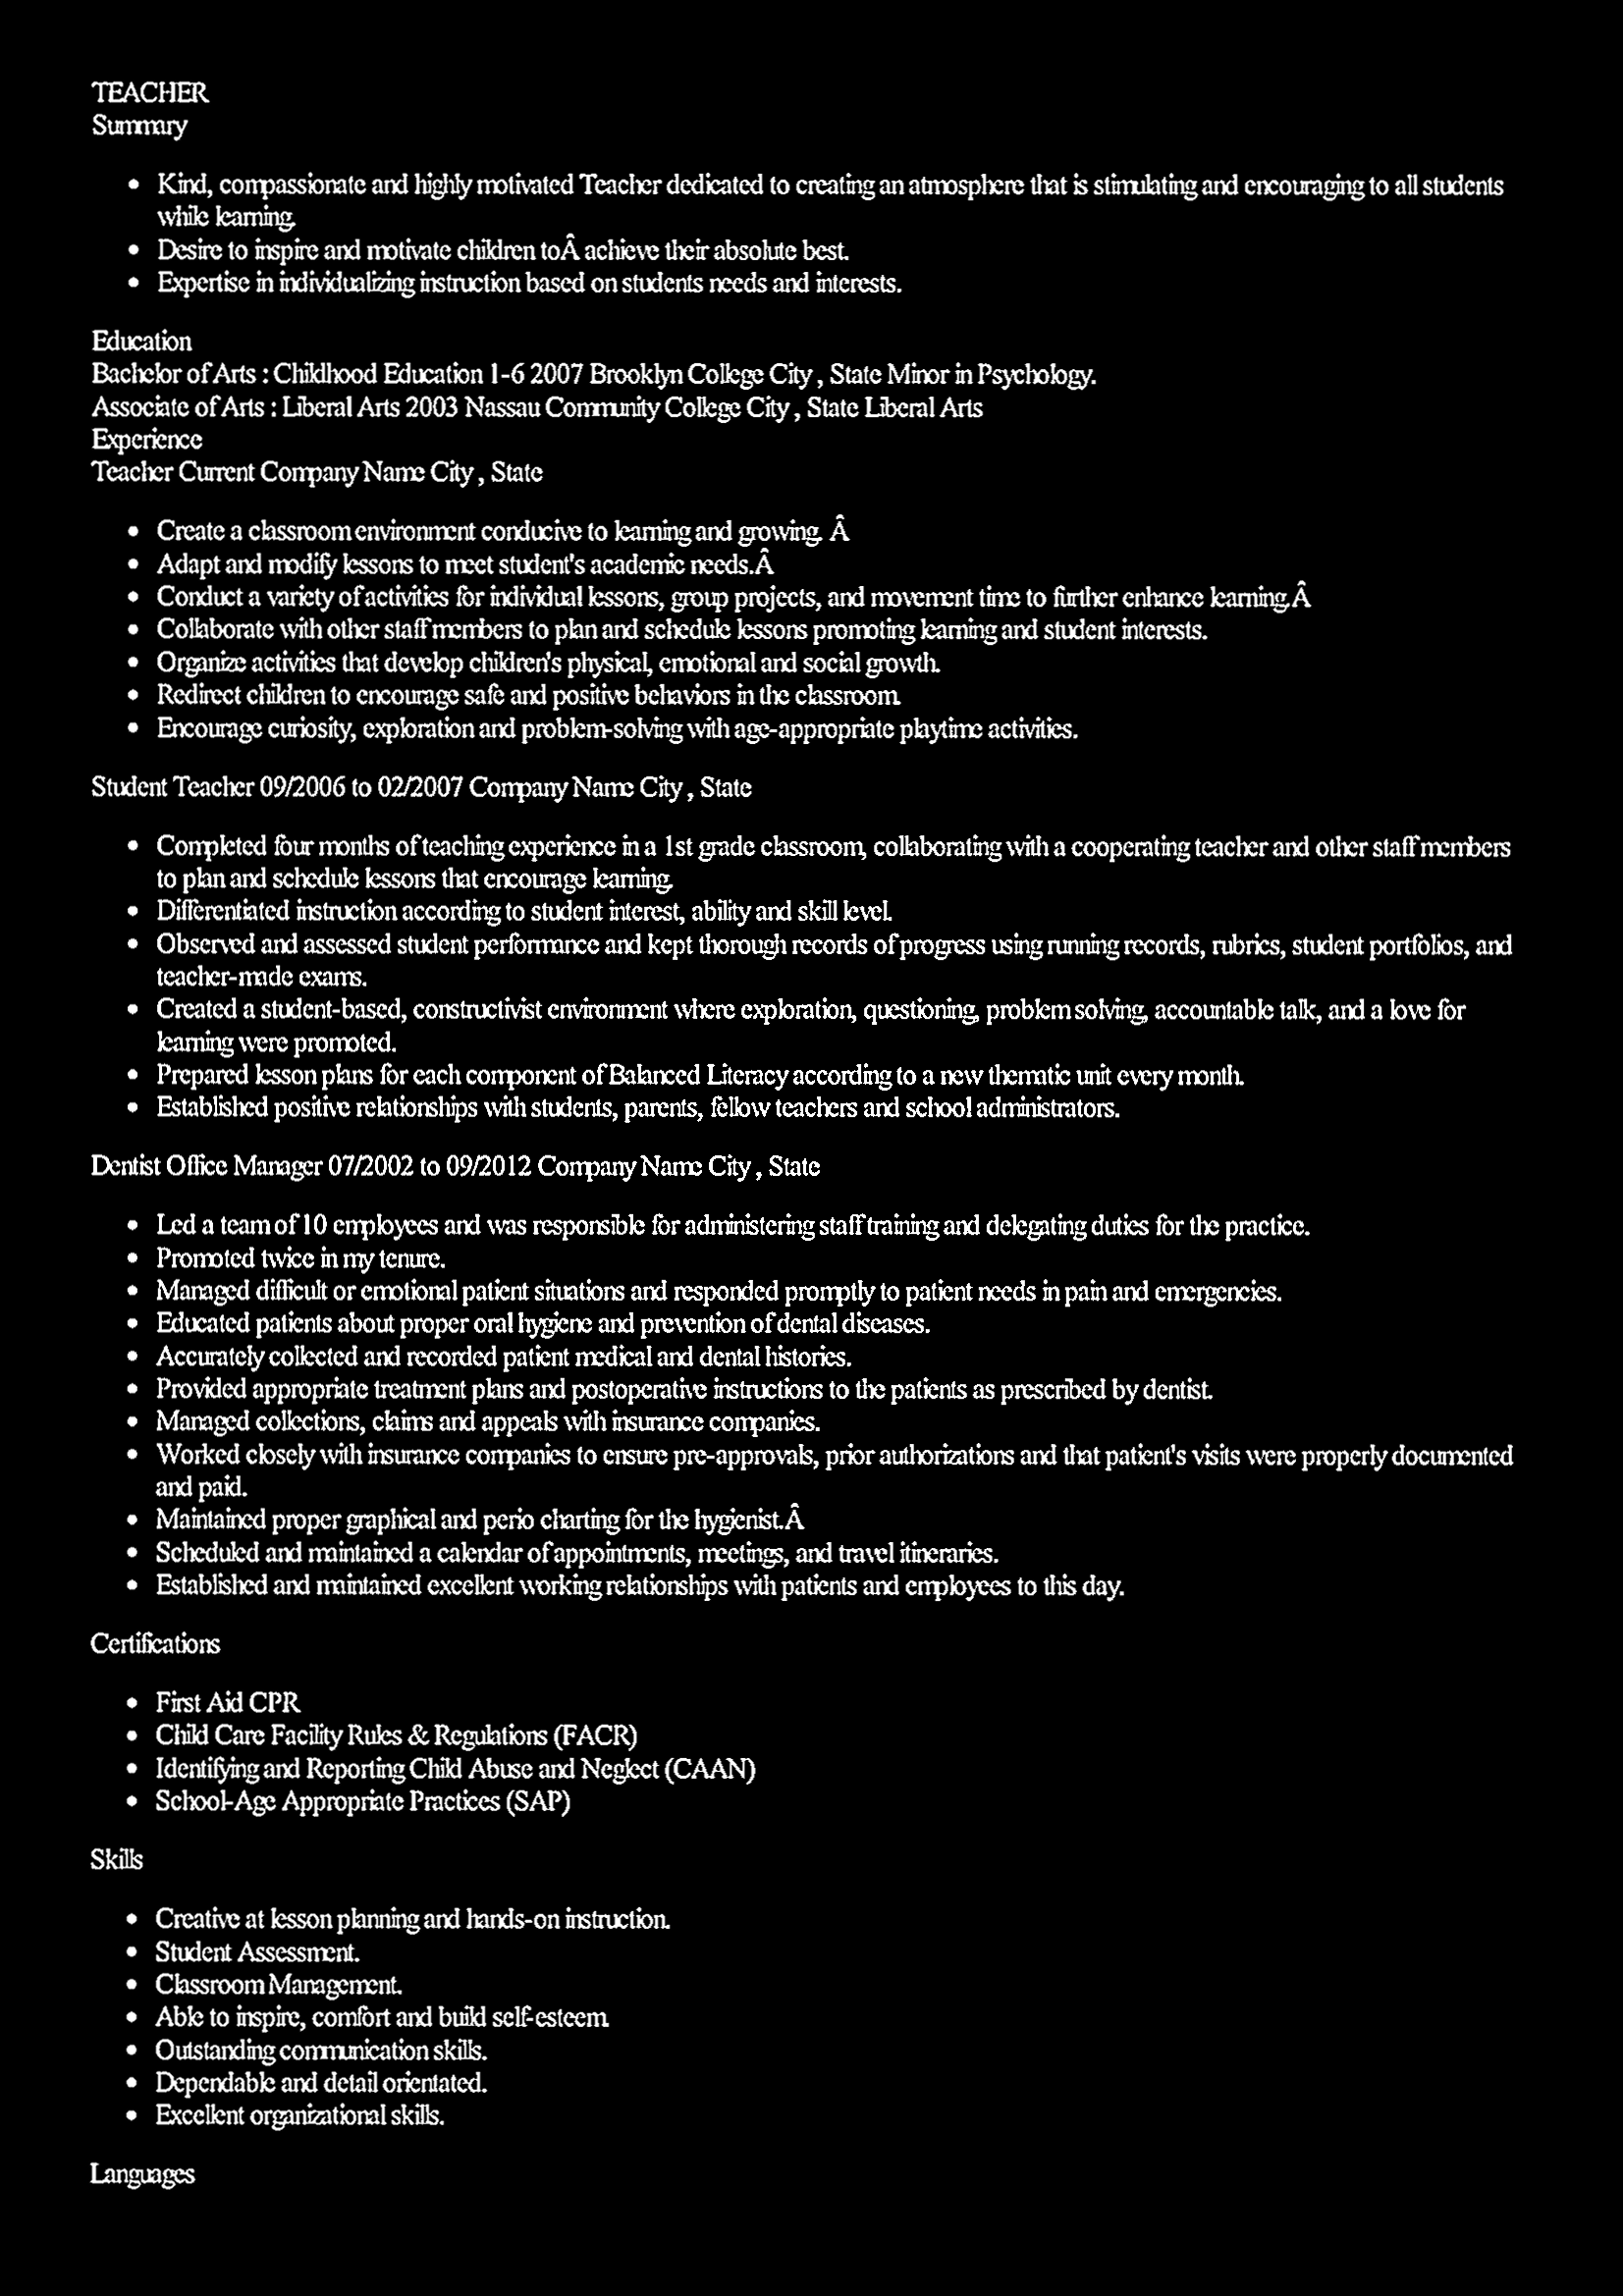 TEACHER
Summary
• Kind, compassionate and highly motivated Teacher dedicated to creating an atmosphere that is stimulating and encouraging to all students
while learning.
• Desire to inspire and motivate children toÂ achieve their absolute best.
• Expertise in individualizing instruction based on students needs and interests.
Education
Bachelor of Arts : Childhood Education 1-6 2007 Brooklyn College City , State Minor in Psychology.
Associate of Arts : Liberal Arts 2003 Nassau Community College City , State Liberal Arts
Experience
Teacher Current Company Name City , State
• Create a classroom environment conducive to learning and growing. Â
• Adapt and modify lessons to meet student's academic needs.Â
• Conduct a variety of activities for individual lessons, group projects, and movement time to further enhance learning.Â
• Collaborate with other staff members to plan and schedule lessons promoting learning and student interests.
• Organize activities that develop children's physical, emotional and social growth.
• Redirect children to encourage safe and positive behaviors in the classroom.
• Encourage curiosity, exploration and problem-solving with age-appropriate playtime activities.
Student Teacher 09/2006 to 02/2007 Company Name City , State
• Completed four months of teaching experience in a 1st grade classroom, collaborating with a cooperating teacher and other staff members
to plan and schedule lessons that encourage learning.
• Differentiated instruction according to student interest, ability and skill level.
• Observed and assessed student performance and kept thorough records of progress using running records, rubrics, student portfolios, and
teacher-made exams.
• Created a student-based, constructivist environment where exploration, questioning, problem solving, accountable talk, and a love for
learning were promoted.
• Prepared lesson plans for each component of Balanced Literacy according to a new thematic unit every month.
• Established positive relationships with students, parents, fellow teachers and school administrators.
Dentist Office Manager 07/2002 to 09/2012 Company Name City , State
• Led a team of 10 employees and was responsible for administering staff training and delegating duties for the practice.
• Promoted twice in my tenure.
• Managed difficult or emotional patient situations and responded promptly to patient needs in pain and emergencies.
• Educated patients about proper oral hygiene and prevention of dental diseases.
• Accurately collected and recorded patient medical and dental histories.
• Provided appropriate treatment plans and postoperative instructions to the patients as prescribed by dentist.
• Managed collections, claims and appeals with insurance companies.
• Worked closely with insurance companies to ensure pre-approvals, prior authorizations and that patient's visits were properly documented
and paid.
• Maintained proper graphical and perio charting for the hygienist.Â
• Scheduled and maintained a calendar of appointments, meetings, and travel itineraries.
• Established and maintained excellent working relationships with patients and employees to this day.
Certifications
• First Aid CPR
• Child Care Facility Rules & Regulations (FACR)
• Identifying and Reporting Child Abuse and Neglect (CAAN)
• School-Age Appropriate Practices (SAP)
Skills
• Creative at lesson planning and hands-on instruction.
• Student Assessment.
• Classroom Management.
• Able to inspire, comfort and build self-esteem.
• Outstanding communication skills.
• Dependable and detail orientated.
• Excellent organizational skills.
Languages